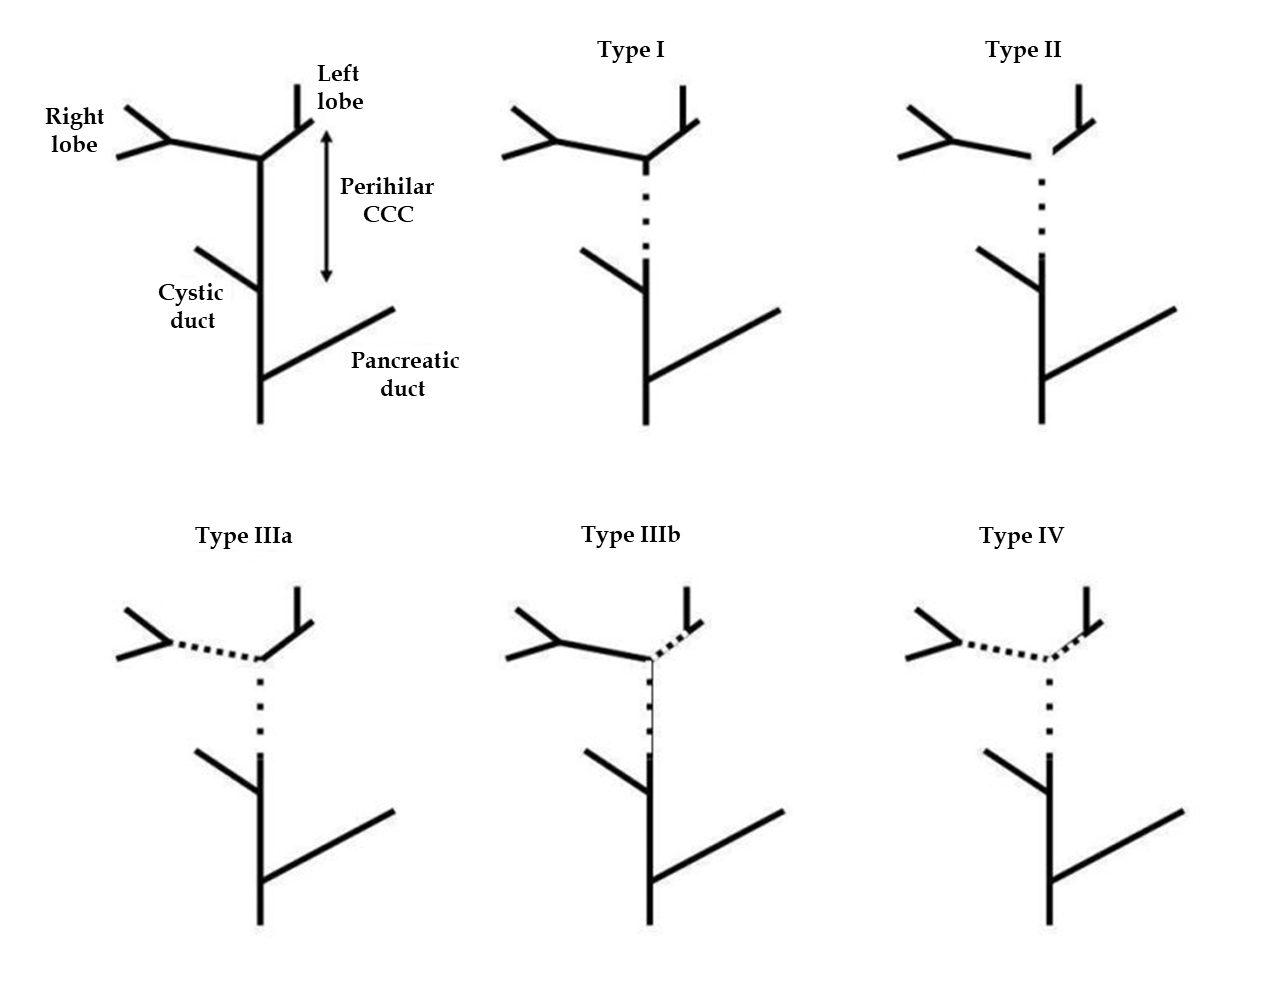 Type I
Type II
Left
lobe
Right
lobe
Perihilar
CCC
Cystic
duct
Pancreatic
duct
Type IIIa
Type IIIb
Type IV